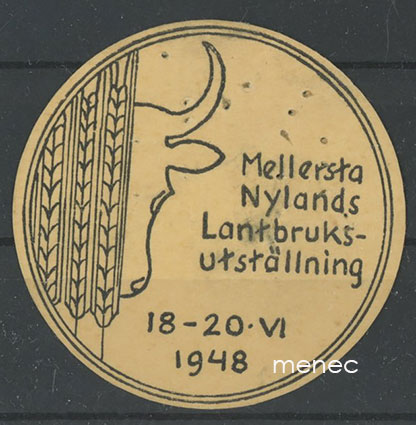 Mellersta
Nylands
Lantbruks-
utställning
18-20·VI
1948
menec